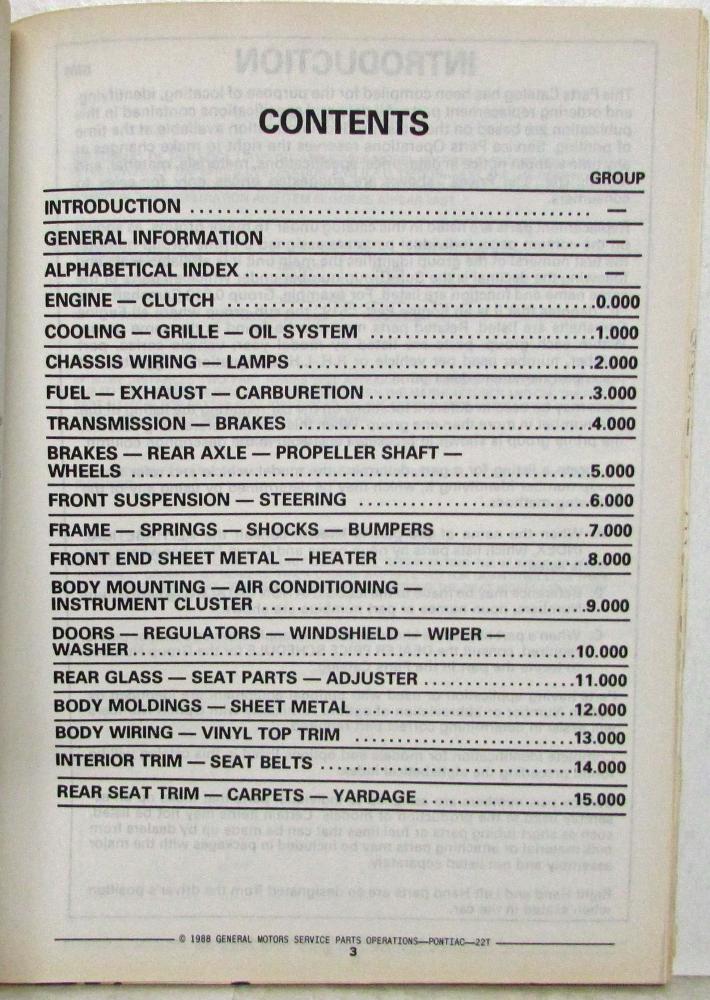 CONTENTS
GROUP
INTRODUCTION ........................................ —
GENERAL INFORMATION ................................ —
ALPHABETICAL INDEX .................................. —
ENGINE — CLUTCH .....................................0.000
COOLING — GRILLE — OIL SYSTEM ......................1.000
CHASSIS WIRING — LAMPS .............................2.000
FUEL — EXHAUST — CARBURETION .......................3.000
TRANSMISSION — BRAKES ..............................4.000
BRAKES — REAR AXLE — PROPELLER SHAFT —
WHEELS ..............................................5.000
FRONT SUSPENSION — STEERING ........................6.000
FRAME — SPRINGS — SHOCKS — BUMPERS .................7.000
FRONT END SHEET METAL — HEATER .....................8.000
BODY MOUNTING — AIR CONDITIONING —
INSTRUMENT CLUSTER ..................................9.000
DOORS — REGULATORS — WINDSHIELD — WIPER —
WASHER .............................................10.000
REAR GLASS — SEAT PARTS — ADJUSTER .................11.000
BODY MOLDINGS — SHEET METAL ........................12.000
BODY WIRING — VINYL TOP TRIM .......................13.000
INTERIOR TRIM — SEAT BELTS .........................14.000
REAR SEAT TRIM — CARPETS — YARDAGE .................15.000
© 1988 GENERAL MOTORS SERVICE PARTS OPERATIONS—PONTIAC—22T
3